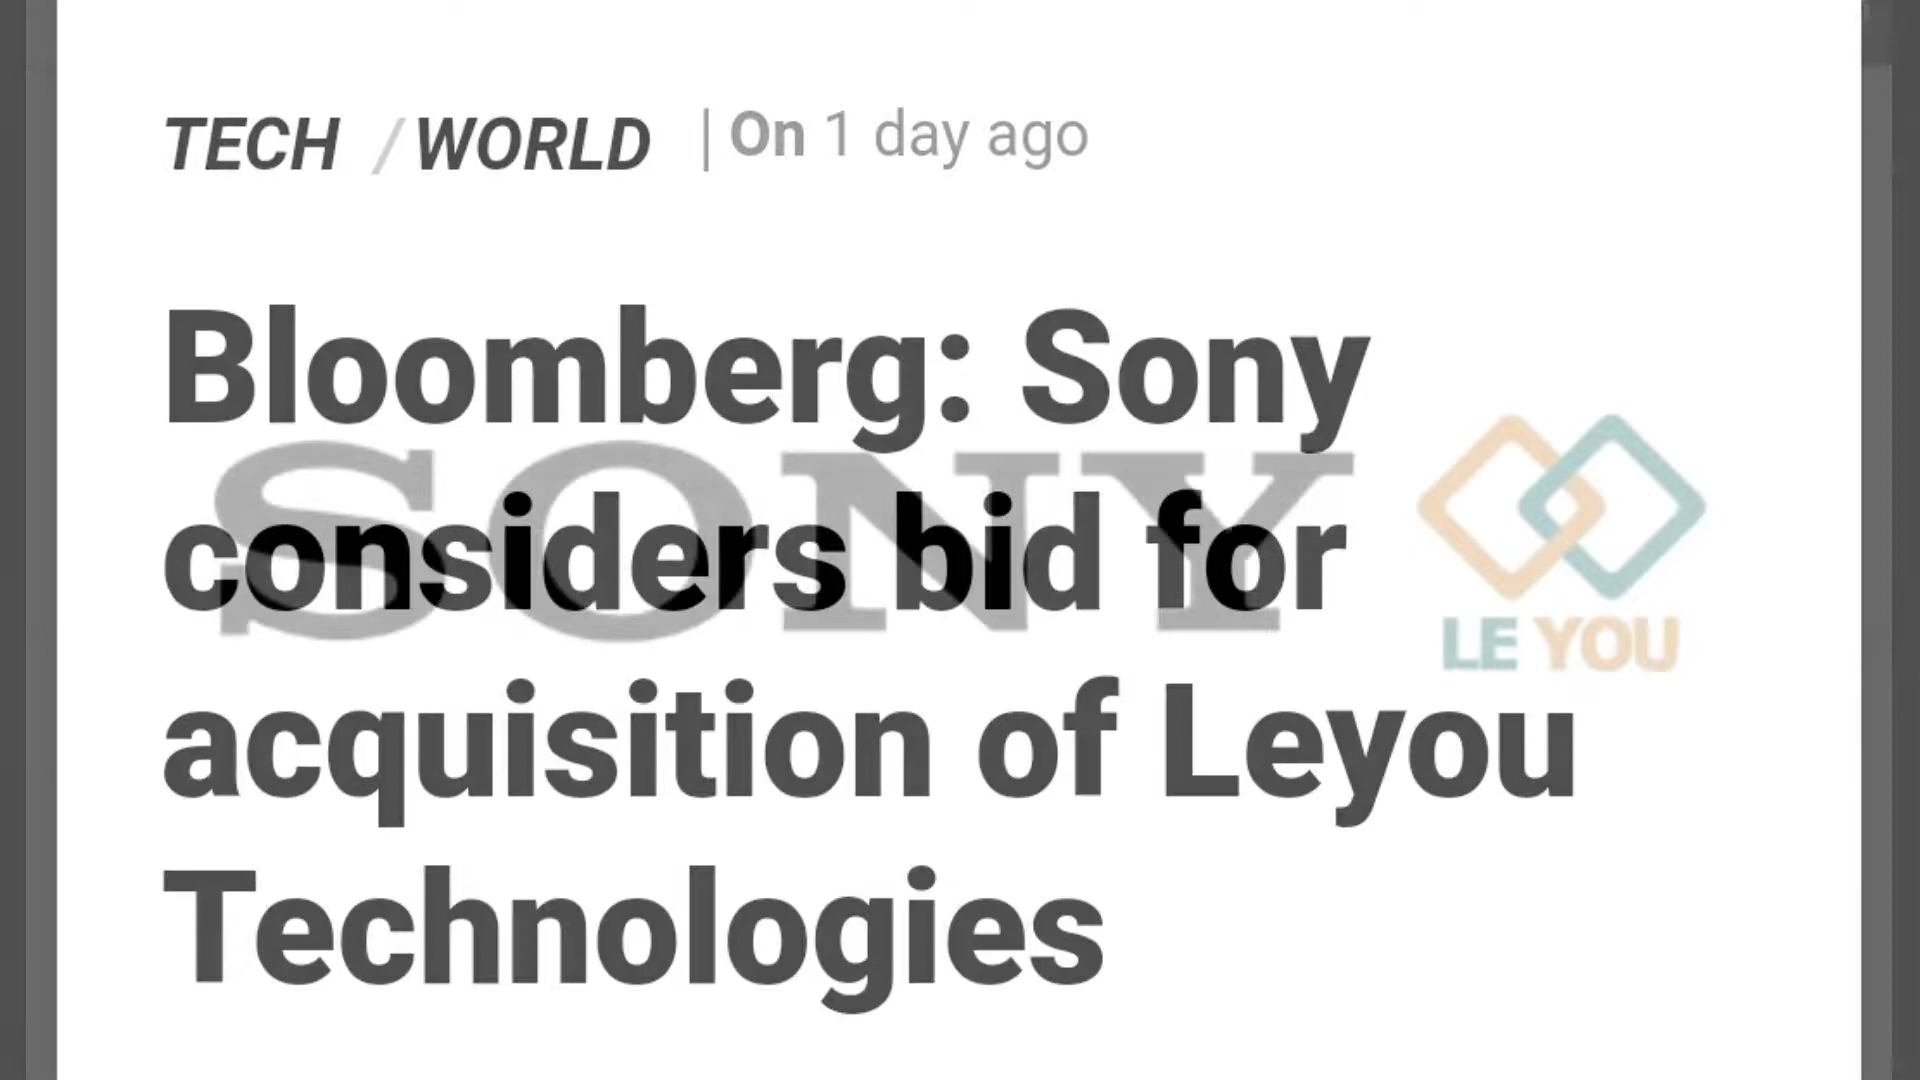 TECH / WORLD | On 1 day ago
Bloomberg: Sony
considers bid for
acquisition of Leyou
Technologies
SONY
LE YOU